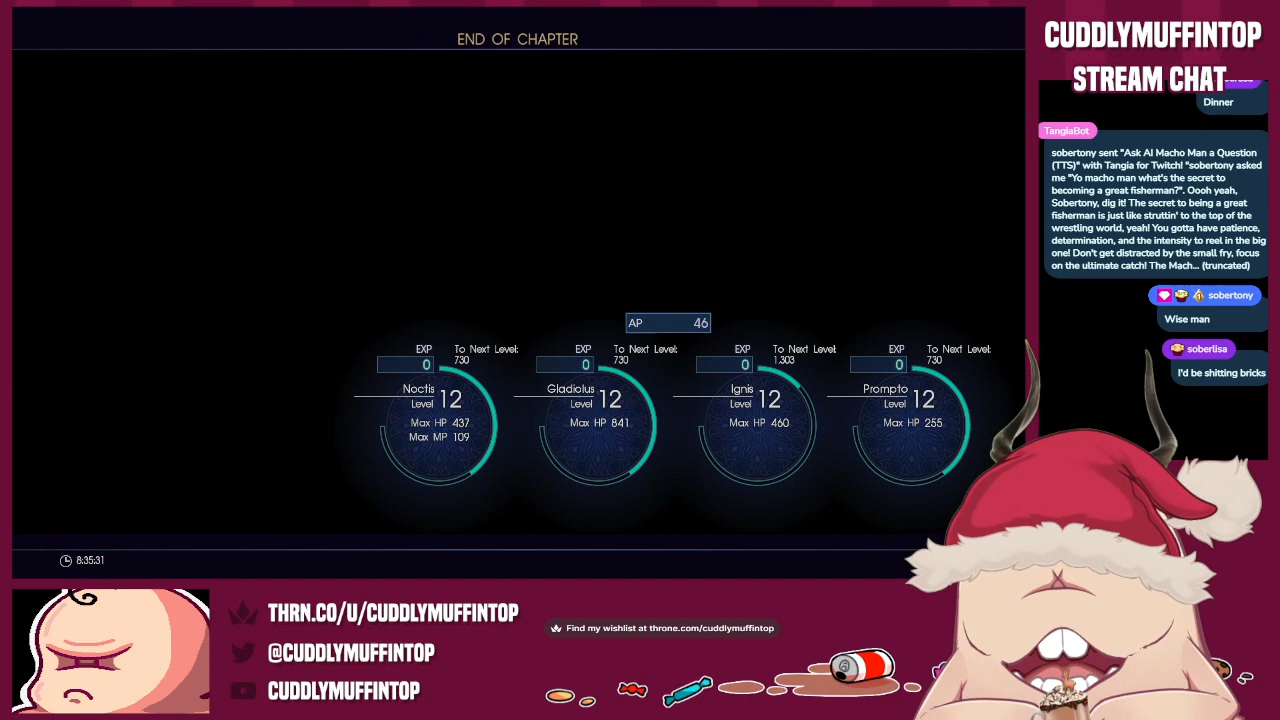 END OF CHAPTER
AP 46
EXP
0
To Next Level:
730
Noctis
Level 12
Max HP 437
Max MP 109
EXP
0
To Next Level:
730
Gladiolus
Level 12
Max HP 841
EXP
0
To Next Level:
1,303
Ignis
Level 12
Max HP 460
EXP
0
To Next Level:
730
Prompto
Level 12
Max HP 255
8:35:31
CUDDLYMUFFINTOP
STREAM CHAT
Dinner
TangiaBot
sobertony sent "Ask AI Macho Man a Question
(TTS)" with Tangia for Twitch! "sobertony asked
me "Yo macho man what's the secret to
becoming a great fisherman?". Oooh yeah,
Sobertony, dig it! The secret to being a great
fisherman is just like struttin' to the top of the
wrestling world, yeah! You gotta have patience,
determination, and the intensity to reel in the big
one! Don't get distracted by the small fry, focus
on the ultimate catch! The Mach... (truncated)
sobertony
Wise man
soberlisa
I'd be shitting bricks
THRN.CO/U/CUDDLYMUFFINTOP
@CUDDLYMUFFINTOP
CUDDLYMUFFINTOP
Find my wishlist at throne.com/cuddlymuffintop